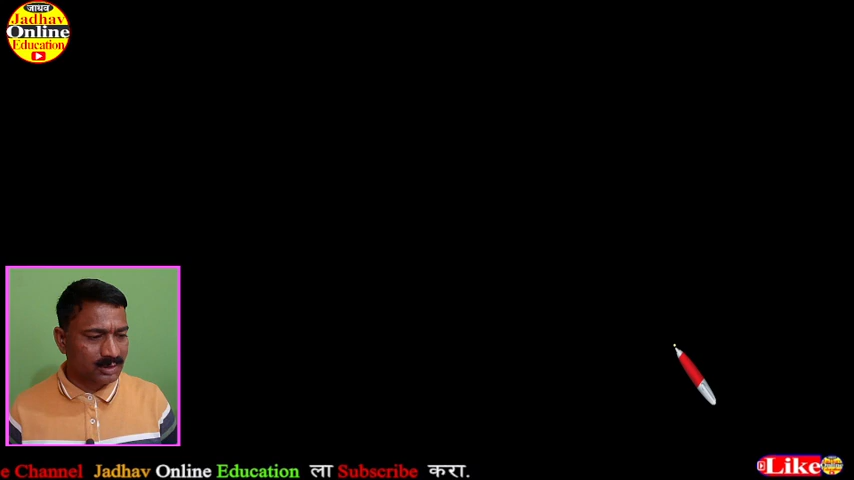 जाधव
Jadhav
Online
Education
e Channel Jadhav Online Education ला Subscribe करा.
Like